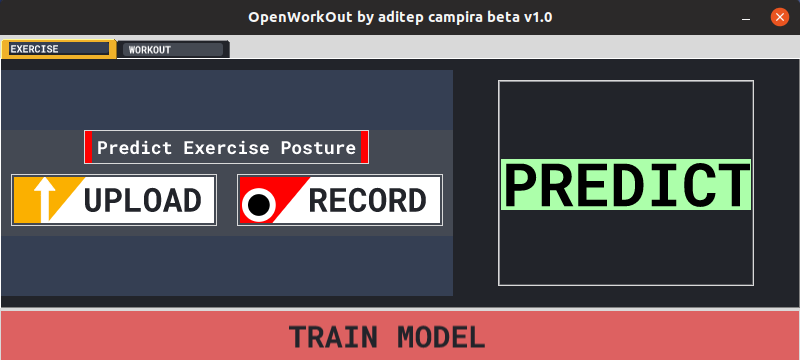 OpenWorkOut by aditep campira beta v1.0
EXERCISE
WORKOUT
Predict Exercise Posture
UPLOAD
RECORD
PREDICT
TRAIN MODEL